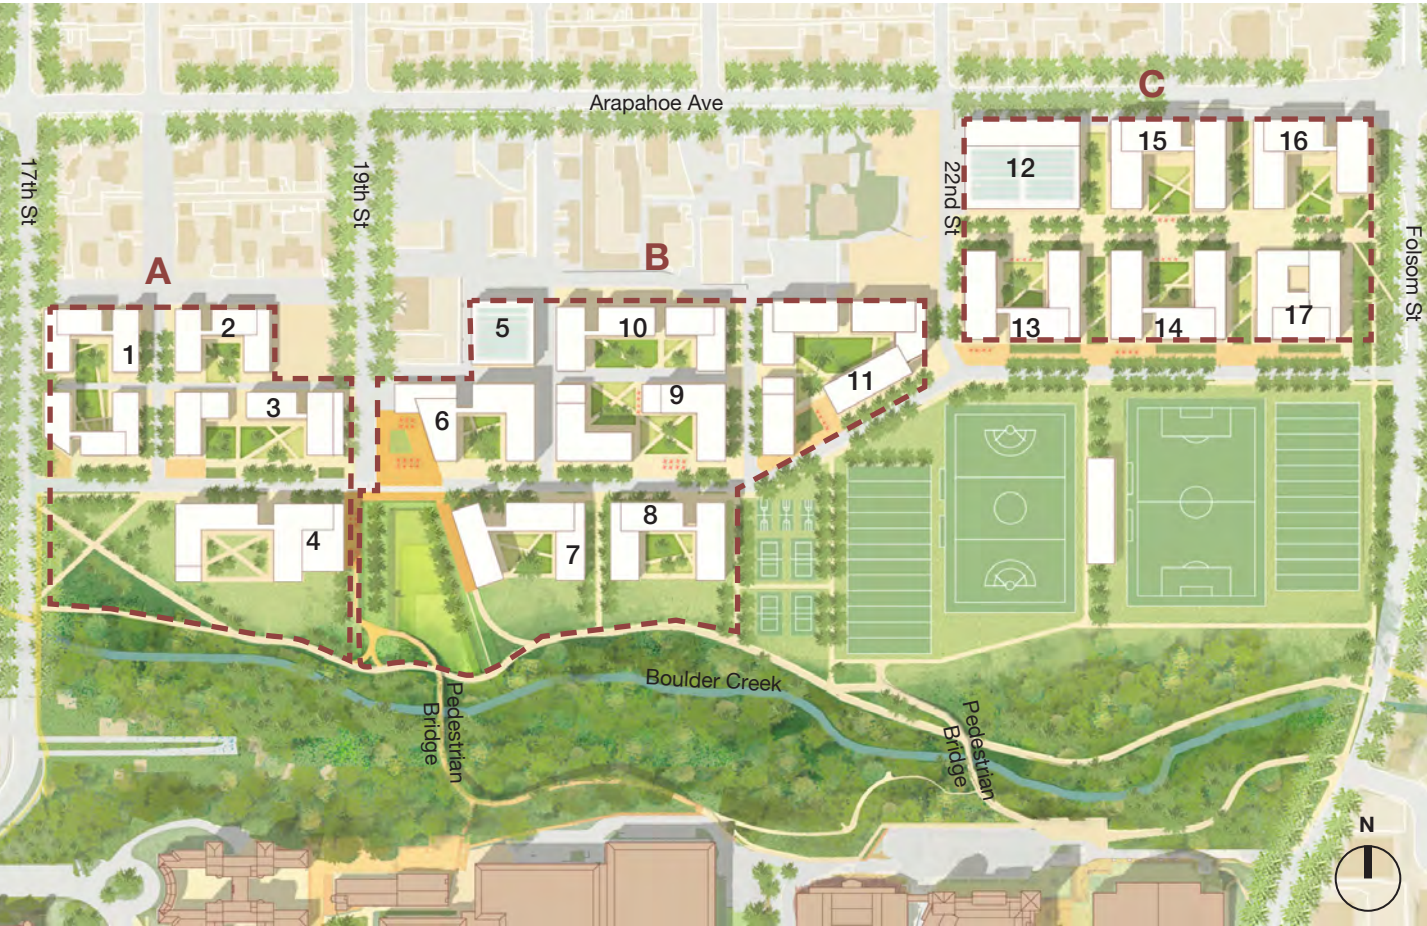 Arapahoe Ave
C
17th St
19th St
22nd St
Folsom St
15
16
12
A
B
1
2
5
10
13
14
17
3
6
9
11
4
7
8
Boulder Creek
Pedestrian
Bridge
Pedestrian
Bridge
N